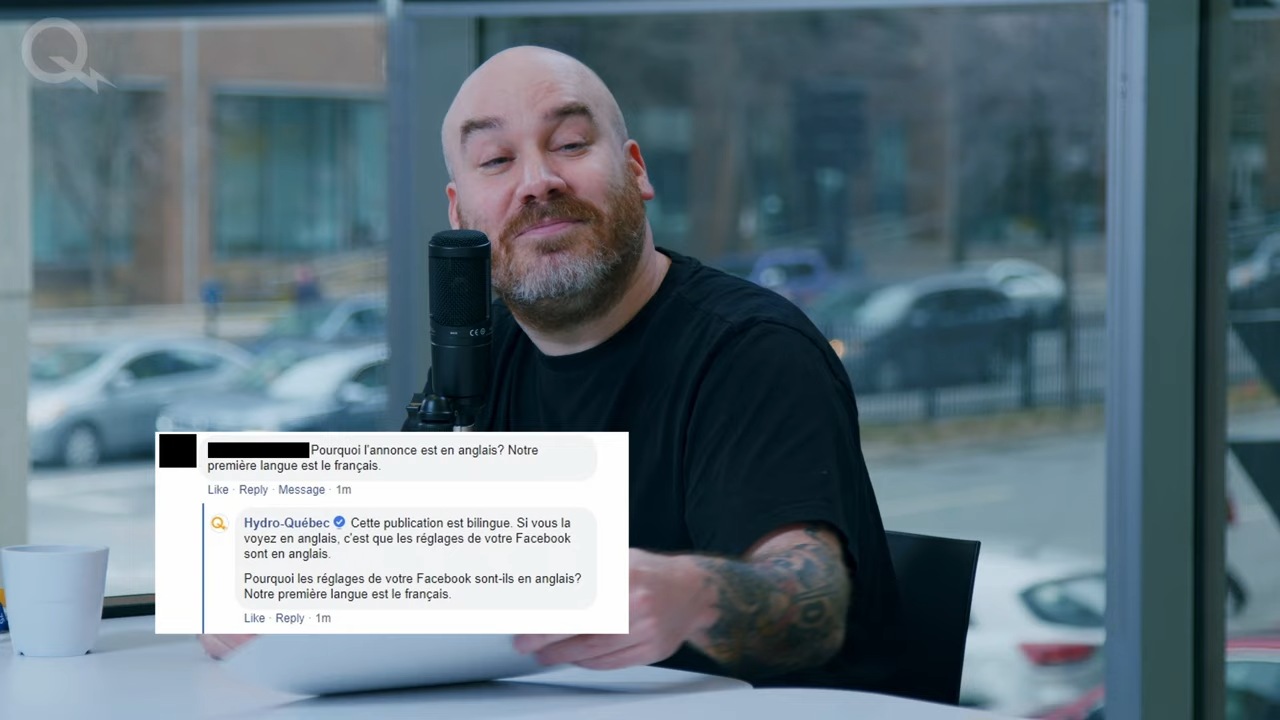 Pourquoi l'annonce est en anglais? Notre
première langue est le français.
Like · Reply · Message · 1m
Hydro-Québec Cette publication est bilingue. Si vous la
voyez en anglais, c'est que les réglages de votre Facebook
sont en anglais.
Pourquoi les réglages de votre Facebook sont-ils en anglais?
Notre première langue est le français.
Like · Reply · 1m